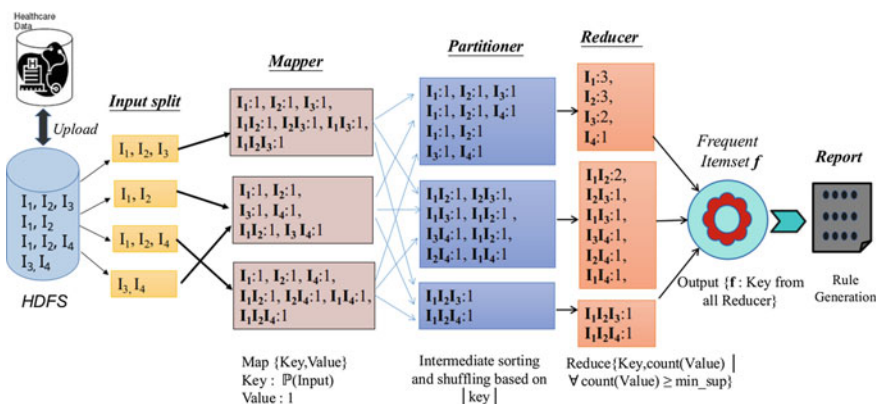 Healthcare
Data
Upload
I₁, I₂, I₃
I₁, I₂
I₁, I₂, I₄
I₃, I₄
HDFS
Input split
I₁, I₂, I₃
I₁, I₂
I₁, I₂, I₄
I₃, I₄
Mapper
I₁:1, I₂:1, I₃:1,
I₁I₂:1, I₂I₃:1, I₁I₃:1,
I₁I₂I₃:1
I₁:1, I₂:1,
I₃:1, I₄:1,
I₁I₂:1, I₃I₄:1
I₁:1, I₂:1, I₄:1,
I₁I₂:1, I₂I₄:1, I₁I₄:1,
I₁I₂I₄:1
Map {Key,Value}
Key : ℙ(Input)
Value : 1
Partitioner
I₁:1, I₂:1, I₃:1
I₁:1, I₂:1, I₄:1
I₁:1, I₂:1
I₃:1, I₄:1
I₁I₂:1, I₂I₃:1,
I₁I₃:1, I₁I₂:1 ,
I₃I₄:1, I₁I₂:1,
I₂I₄:1, I₁I₄:1
I₁I₂I₃:1
I₁I₂I₄:1
Intermediate sorting
and shuffling based on
|key|
Reducer
I₁:3,
I₂:3,
I₃:2,
I₄:1
I₁I₂:2,
I₂I₃:1,
I₁I₃:1,
I₃I₄:1,
I₂I₄:1,
I₁I₄:1,
I₁I₂I₃:1
I₁I₂I₄:1
Reduce{Key,count(Value) |
∀ count(Value) ≥ min_sup}
Frequent
Itemset f
Output {f : Key from
all Reducer}
Report
Rule
Generation